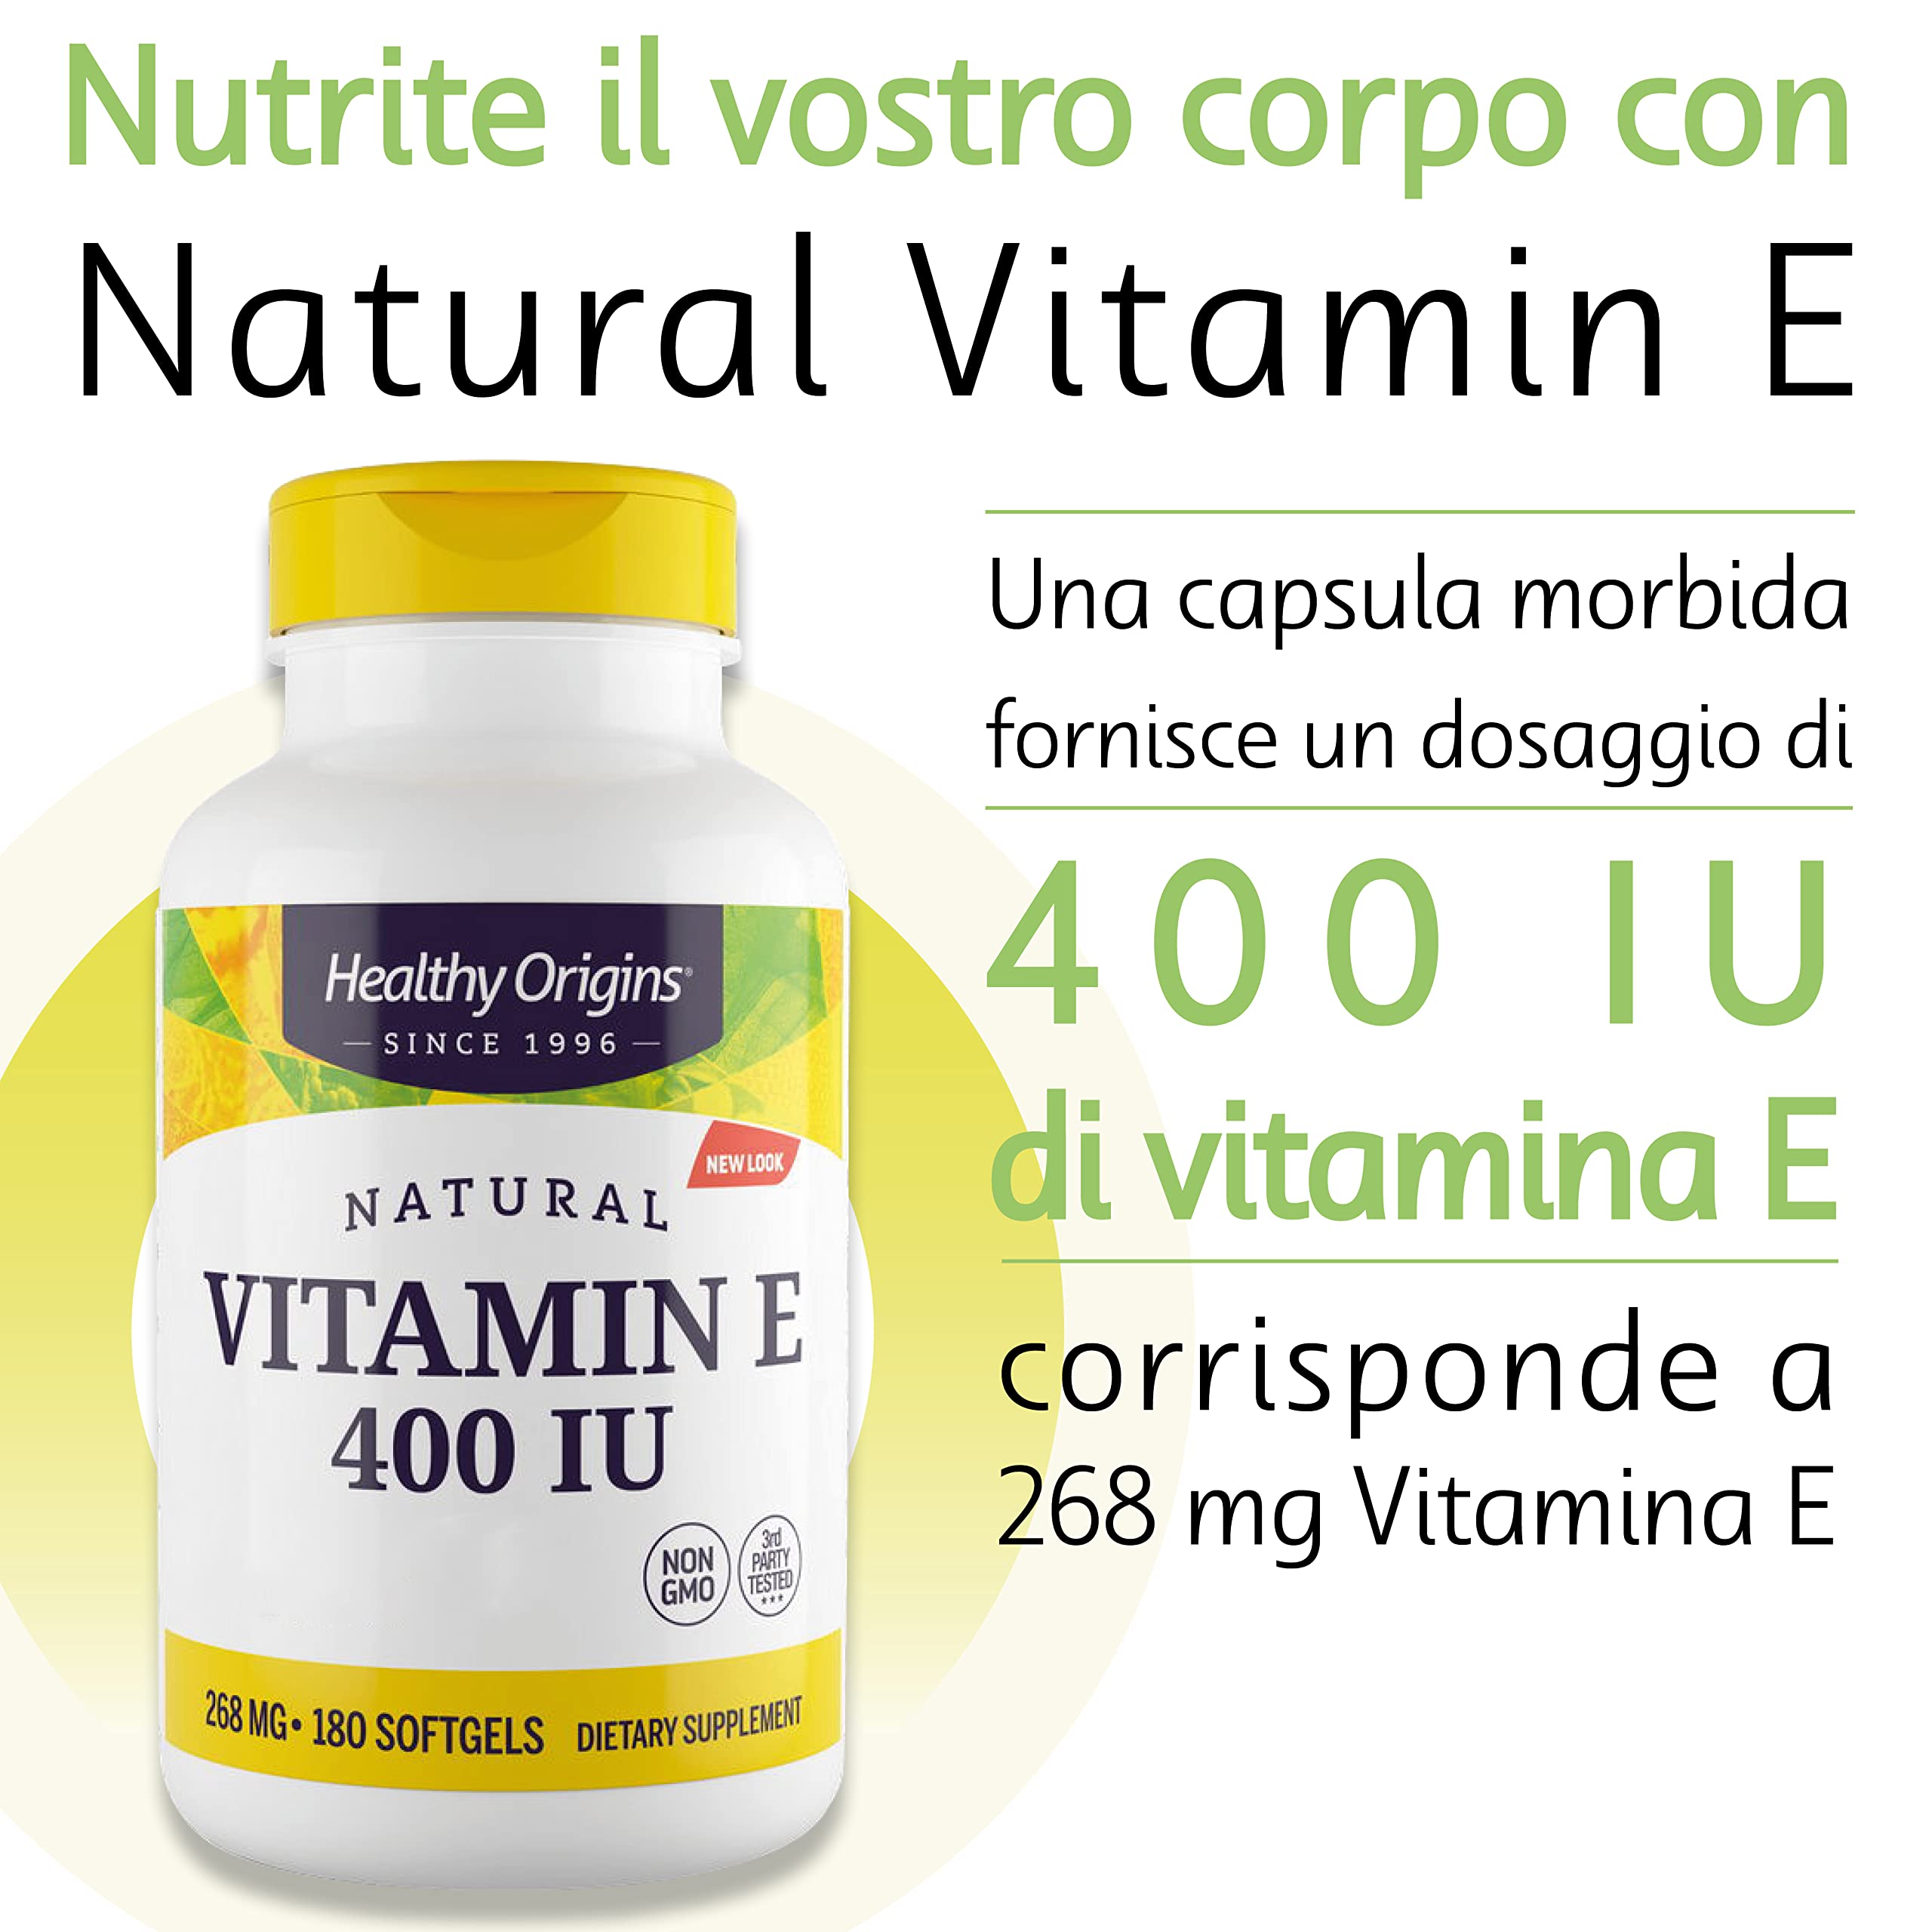 Nutrite il vostro corpo con
Natural Vitamin E
Una capsula morbida
fornisce un dosaggio di
400 IU
di vitamina E
corrisponde a
268 mg Vitamina E
Healthy Origins®
SINCE 1996
NEW LOOK
NATURAL
VITAMIN E
400 IU
NON
GMO
3rd
PARTY
TESTED
268 MG • 180 SOFTGELS DIETARY SUPPLEMENT